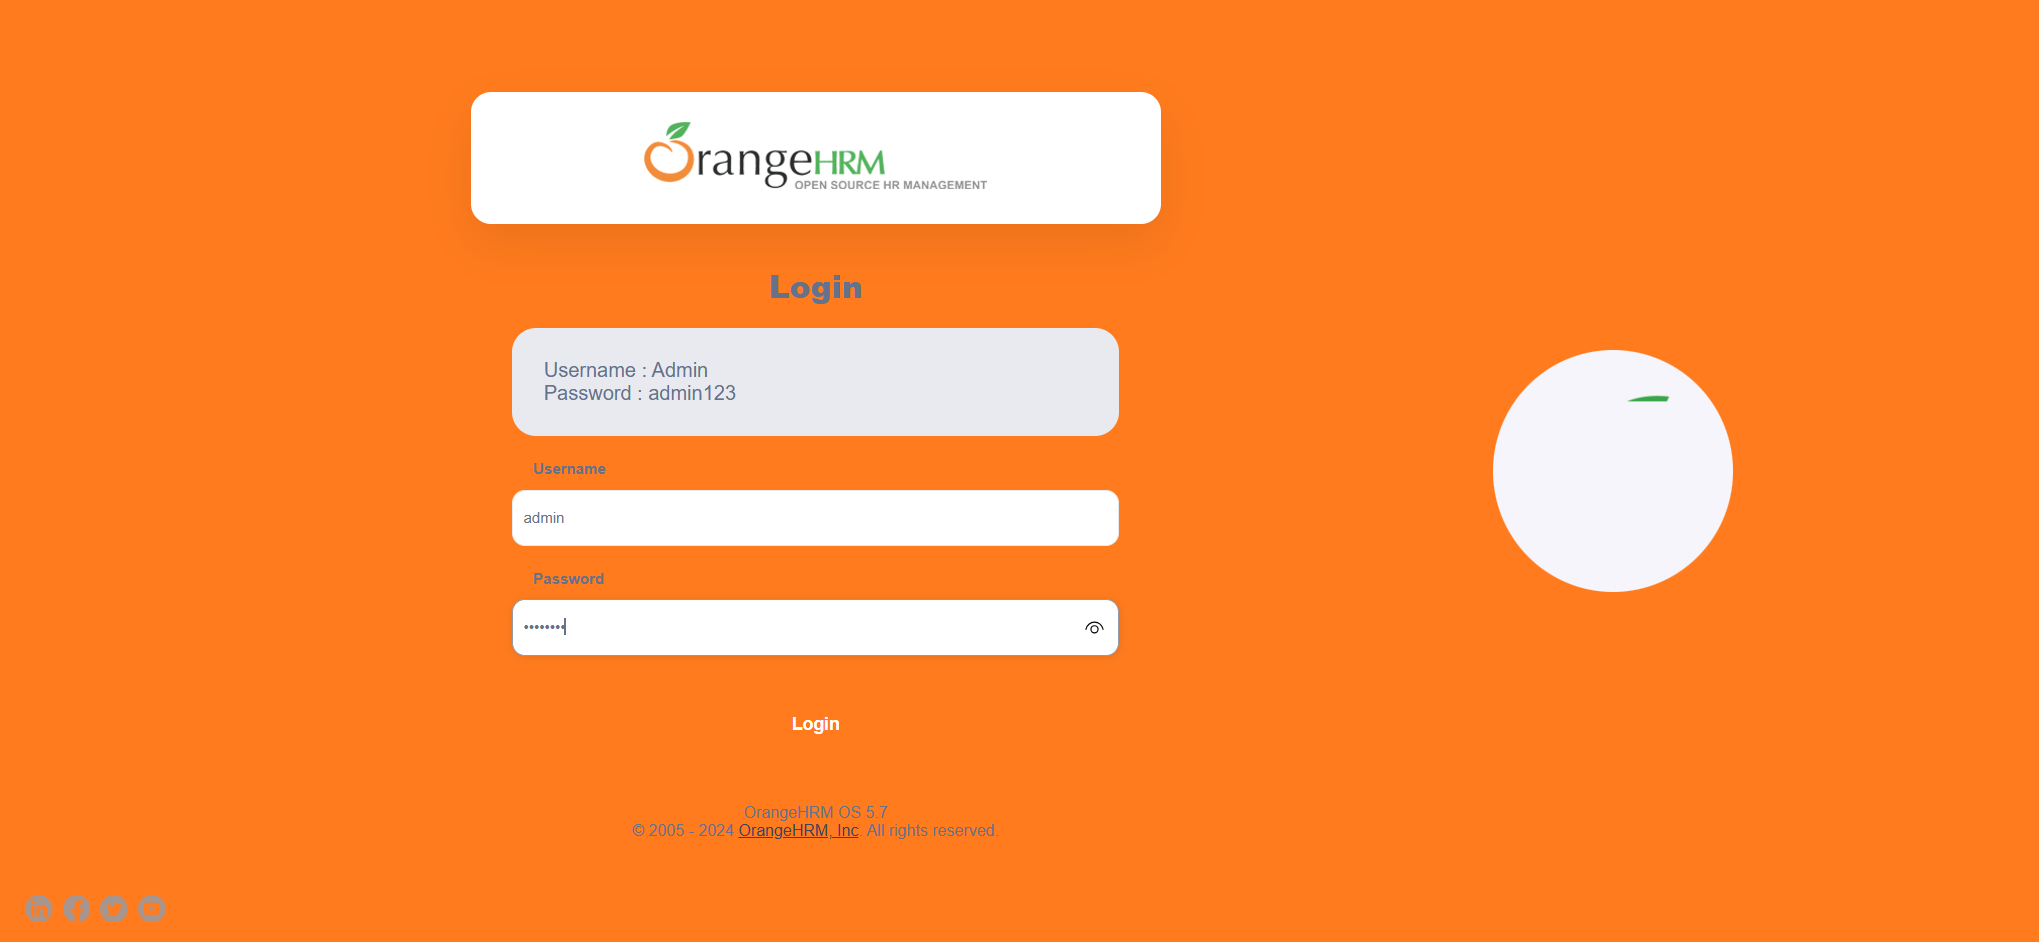 OrangeHRM
OPEN SOURCE HR MANAGEMENT
Login
Username : Admin
Password : admin123
Username
admin
Password
••••••••
Login
OrangeHRM OS 5.7
© 2005 - 2024 OrangeHRM, Inc. All rights reserved.